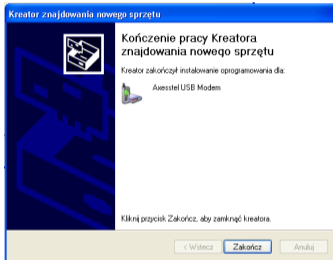 Kreator znajdowania nowego sprzętu
Kończenie pracy Kreatora
znajdowania nowego sprzętu
Kreator zakończył instalowanie oprogramowania dla:
Axesstel USB Modem
Kliknij przycisk Zakończ, aby zamknąć kreatora.
< Wstecz Zakończ Anuluj